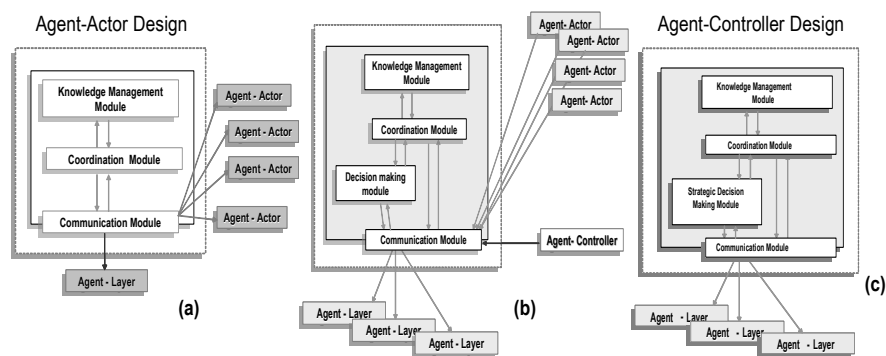 Agent-Actor Design
Knowledge Management
Module
Coordination Module
Communication Module
Agent - Actor
Agent - Actor
Agent - Actor
Agent - Actor
Agent - Layer
(a)
Knowledge Management
Module
Coordination Module
Decision making
module
Communication Module
Agent- Actor
Agent - Actor
Agent - Actor
Agent - Actor
Agent- Controller
Agent - Layer
Agent - Layer
Agent - Layer
(b)
Agent-Controller Design
Knowledge Management
Module
Coordination Module
Strategic Decision
Making Module
Communication Module
Agent - Layer
Agent - Layer
Agent - Layer
(c)